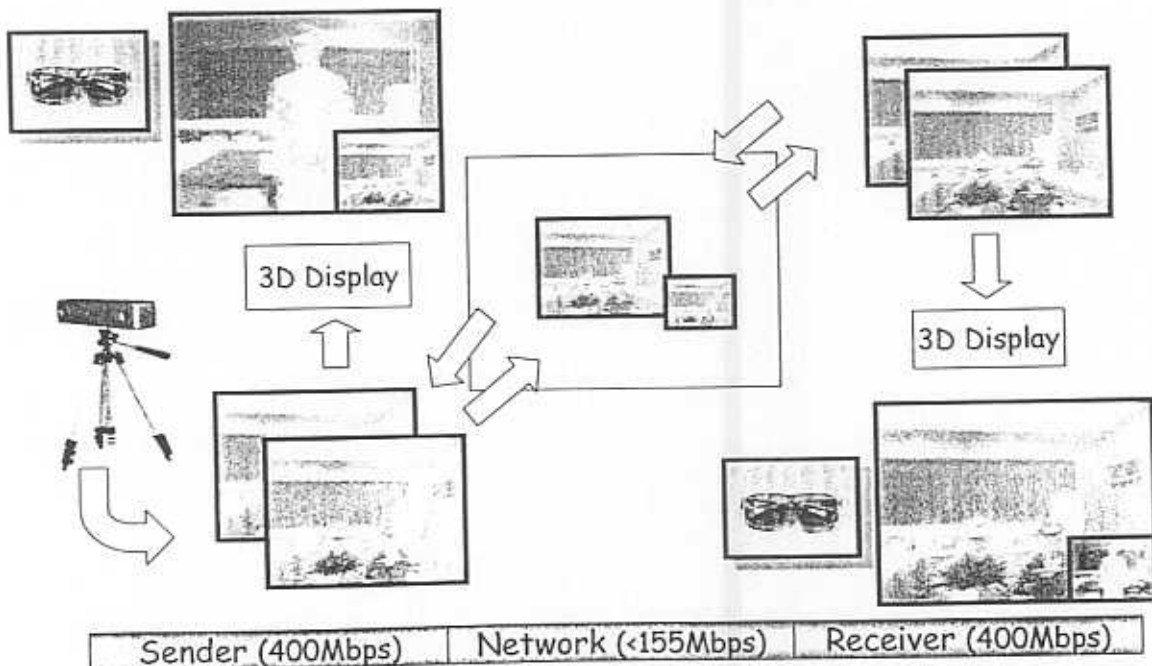 3D Display
3D Display
Sender (400Mbps) Network (<155Mbps) Receiver (400Mbps)